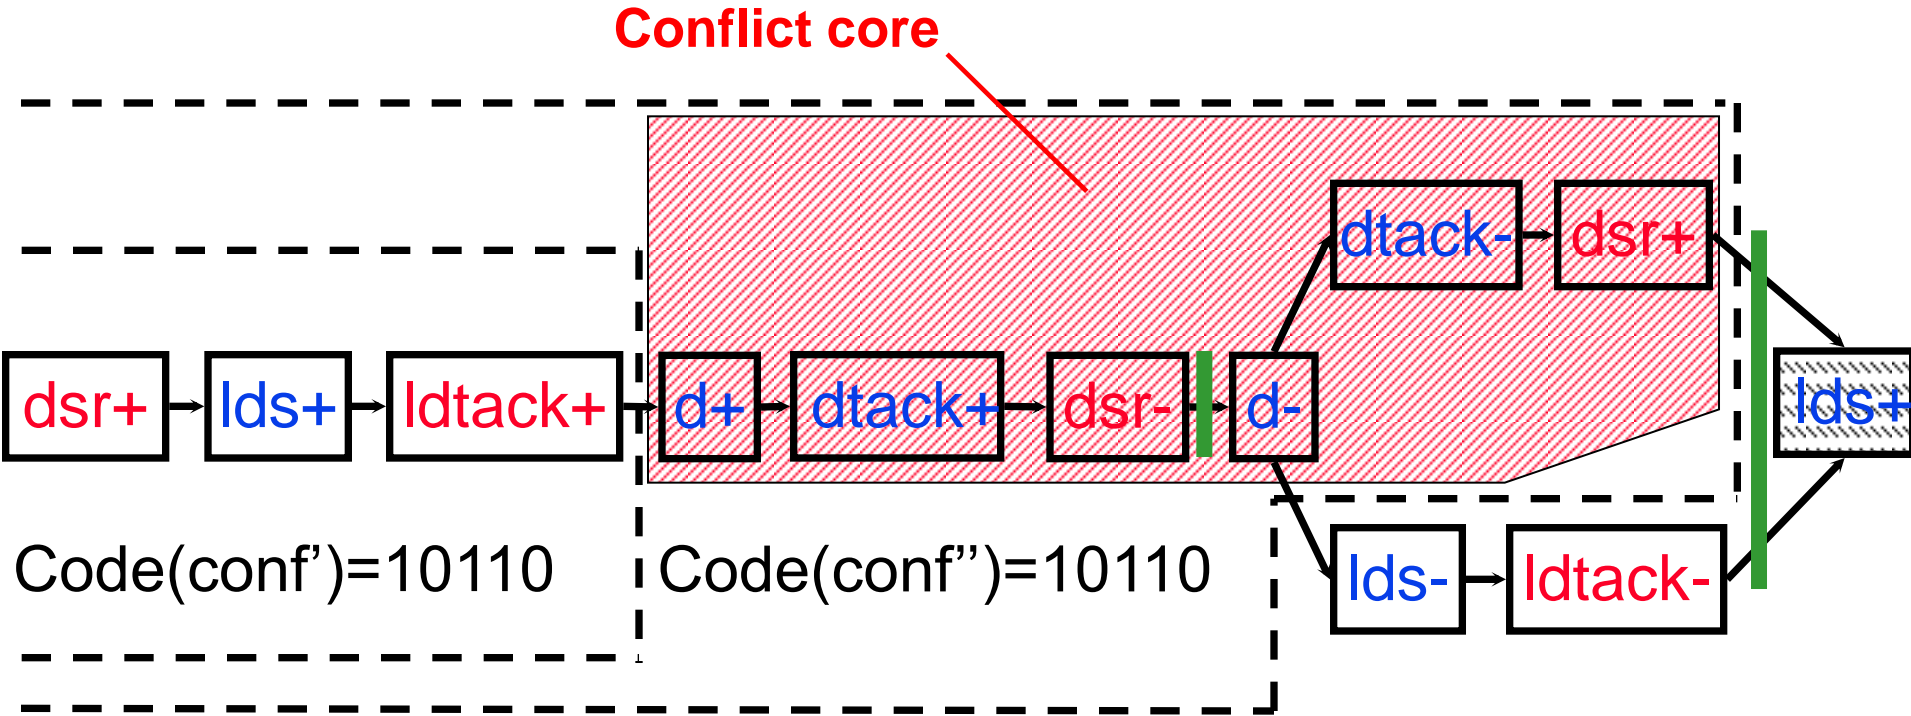 Conflict core
dtack- dsr+
dsr+ lds+ ldtack+ d+ dtack+ dsr- d- lds+
Code(conf')=10110 Code(conf'')=10110
lds- ldtack-